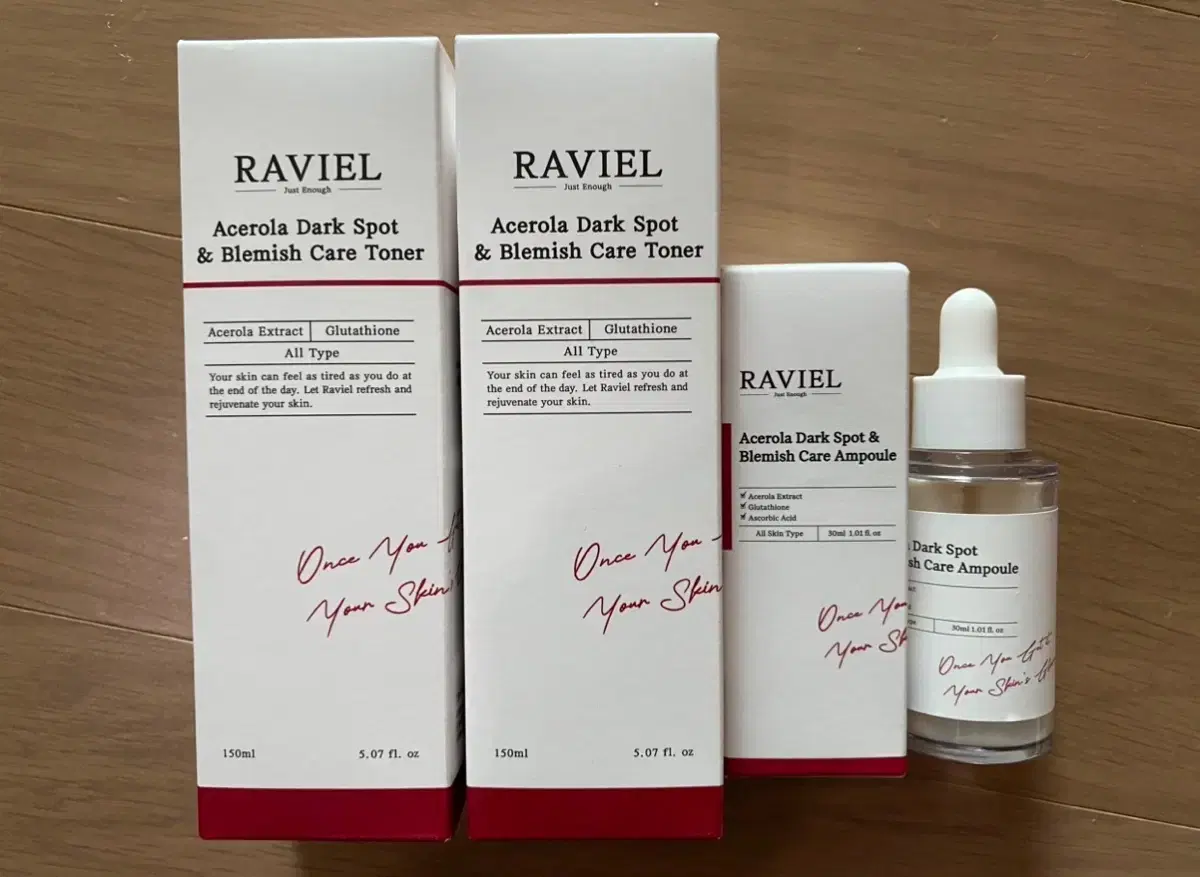 RAVIEL
Just Enough
Acerola Dark Spot
& Blemish Care Toner
Acerola Extract Glutathione
All Type
Your skin can feel as tired as you do at
the end of the day. Let Raviel refresh and
rejuvenate your skin.
Once You
Your Skin's
150ml 5.07 fl. oz
RAVIEL
Just Enough
Acerola Dark Spot
& Blemish Care Toner
Acerola Extract Glutathione
All Type
Your skin can feel as tired as you do at
the end of the day. Let Raviel refresh and
rejuvenate your skin.
Once You
Your Skin
150ml 5.07 fl. oz
RAVIEL
Just Enough
Acerola Dark Spot &
Blemish Care Ampoule
Acerola Extract
Glutathione
Ascorbic Acid
All Skin Type 30ml 1.01 fl. oz
Once You
Your Sk
Dark Spot
sh Care Ampoule
30ml 1.01 fl. oz
Once You Got
Your Skin's